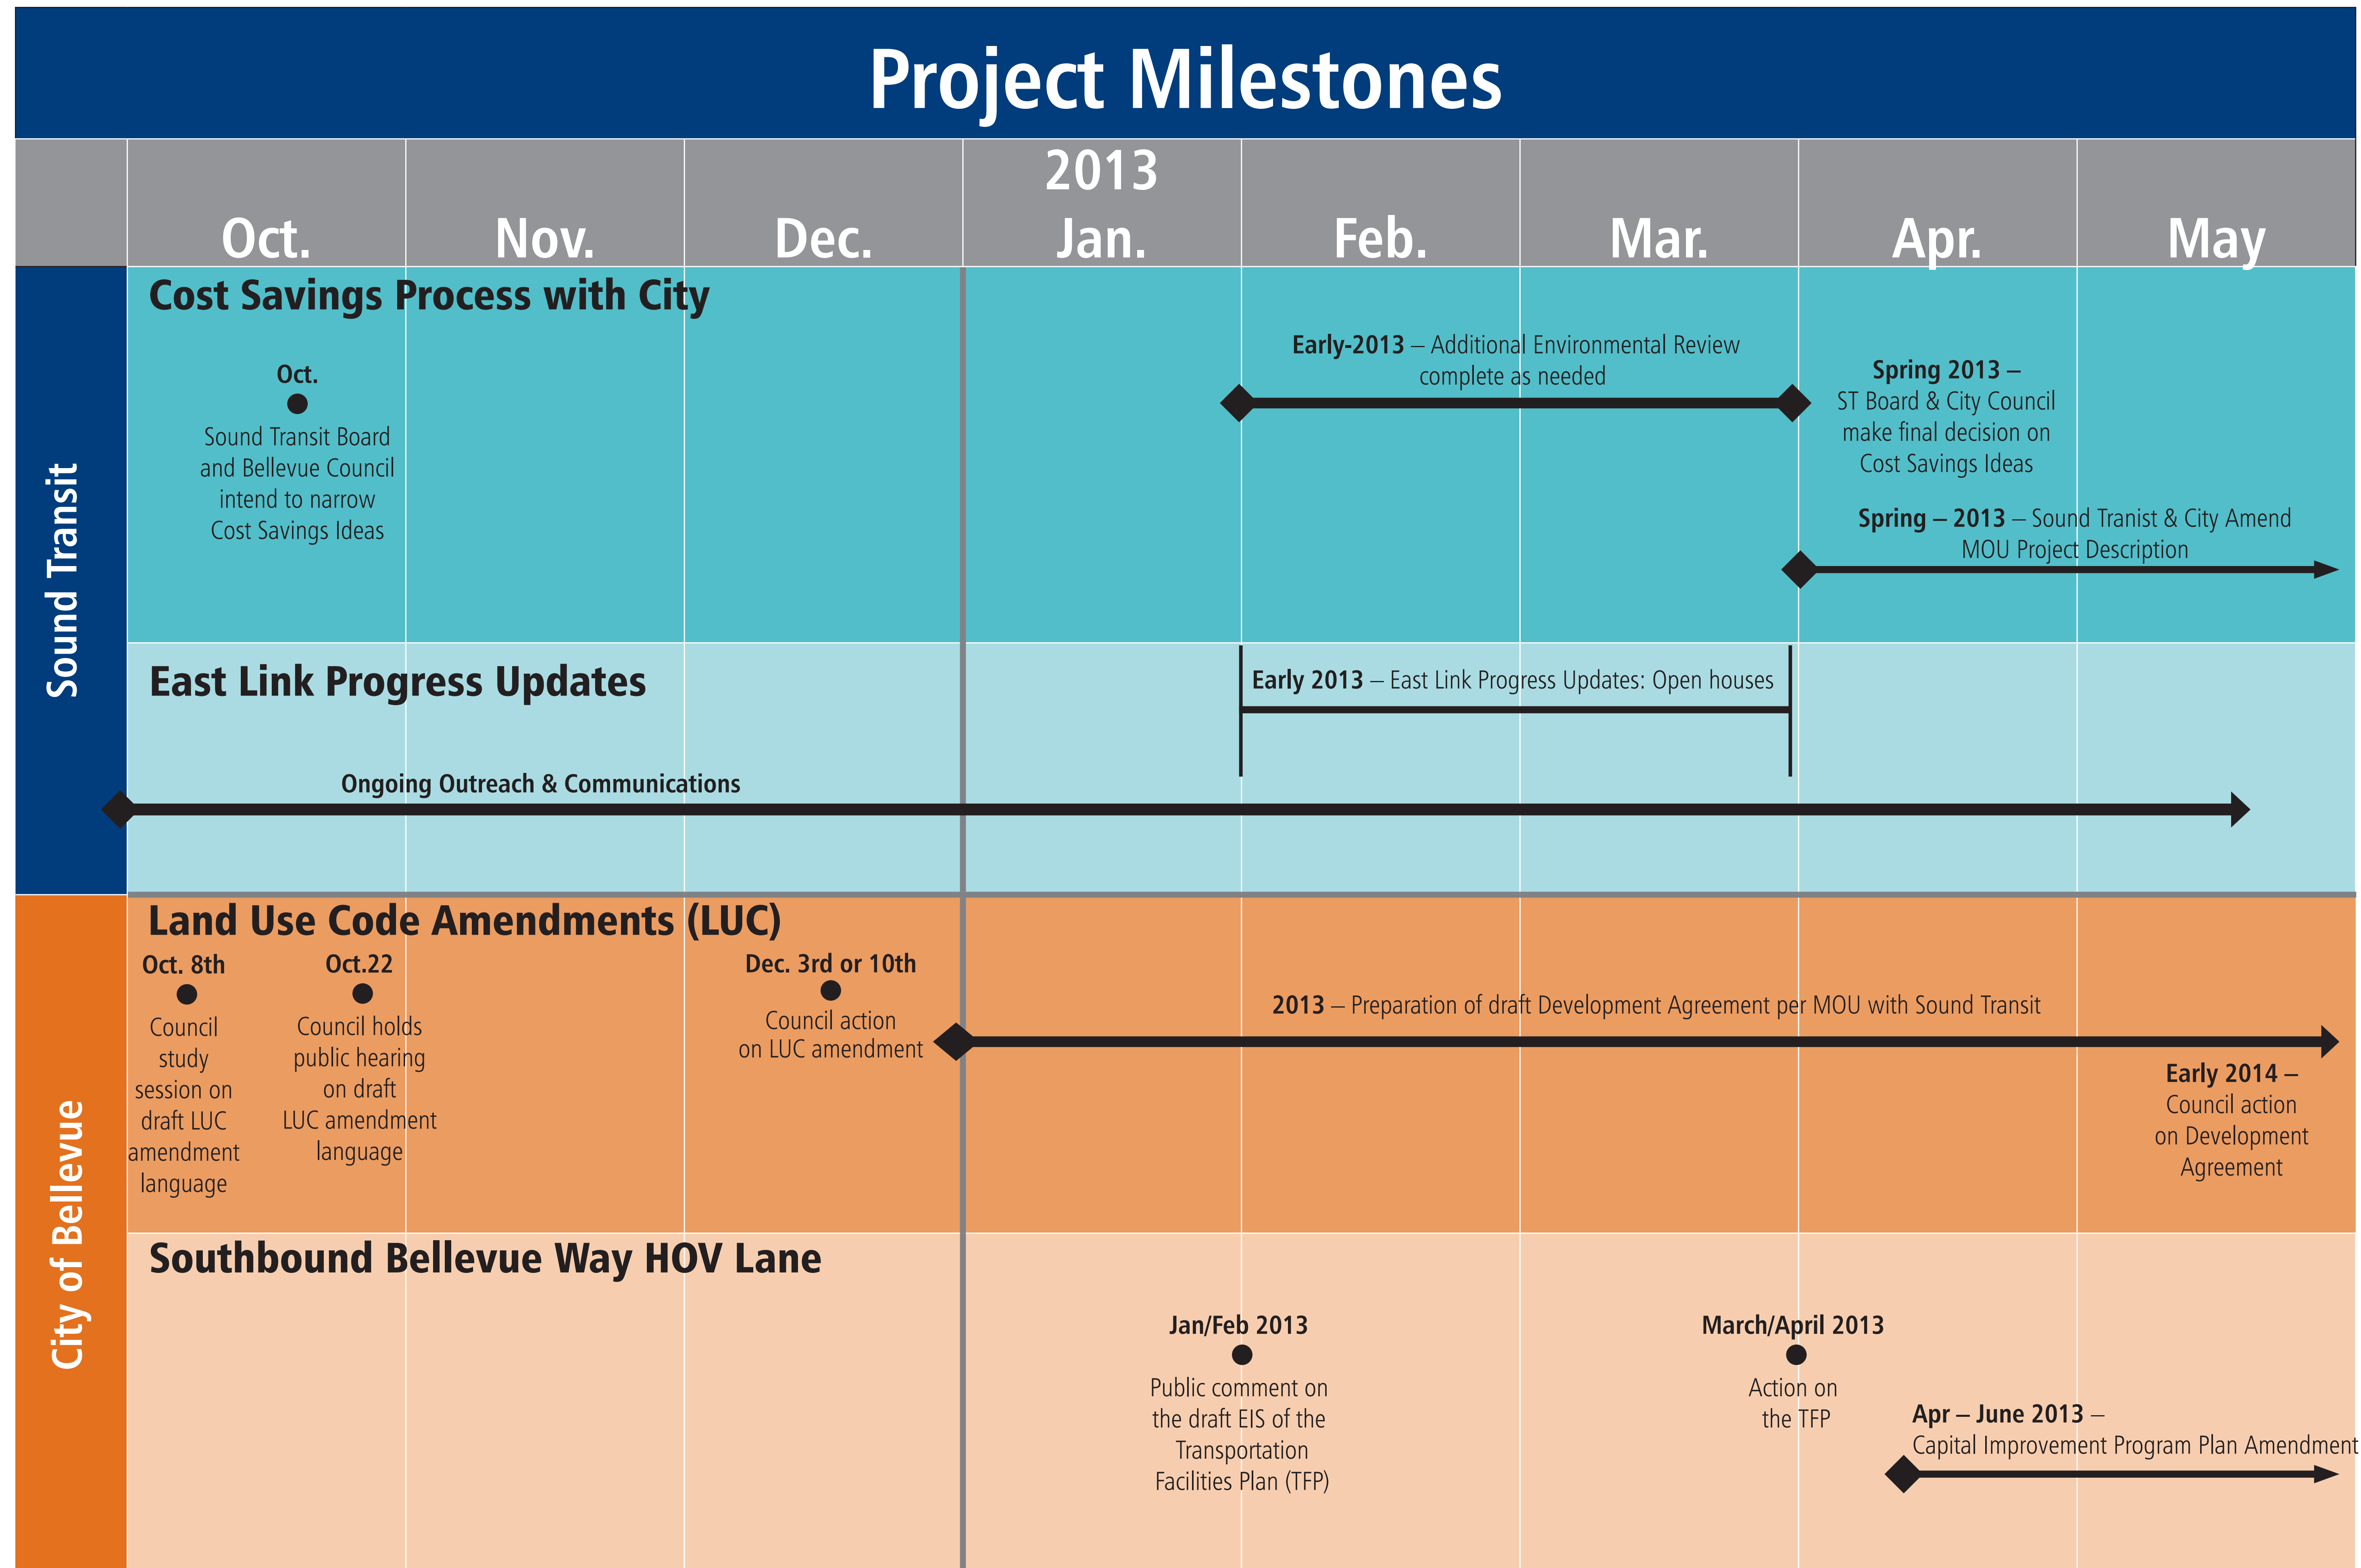 Project Milestones
2013
Oct. Nov. Dec. Jan. Feb. Mar. Apr. May
Sound Transit
Cost Savings Process with City
Oct.
Sound Transit Board
and Bellevue Council
intend to narrow
Cost Savings Ideas
Early-2013 – Additional Environmental Review
complete as needed
Spring 2013 –
ST Board & City Council
make final decision on
Cost Savings Ideas
Spring – 2013 – Sound Tranist & City Amend
MOU Project Description
East Link Progress Updates
Early 2013 – East Link Progress Updates: Open houses
Ongoing Outreach & Communications
City of Bellevue
Land Use Code Amendments (LUC)
Oct. 8th
Council
study
session on
draft LUC
amendment
language
Oct.22
Council holds
public hearing
on draft
LUC amendment
language
Dec. 3rd or 10th
Council action
on LUC amendment
2013 – Preparation of draft Development Agreement per MOU with Sound Transit
Early 2014 –
Council action
on Development
Agreement
Southbound Bellevue Way HOV Lane
Jan/Feb 2013
Public comment on
the draft EIS of the
Transportation
Facilities Plan (TFP)
March/April 2013
Action on
the TFP
Apr – June 2013 –
Capital Improvement Program Plan Amendment